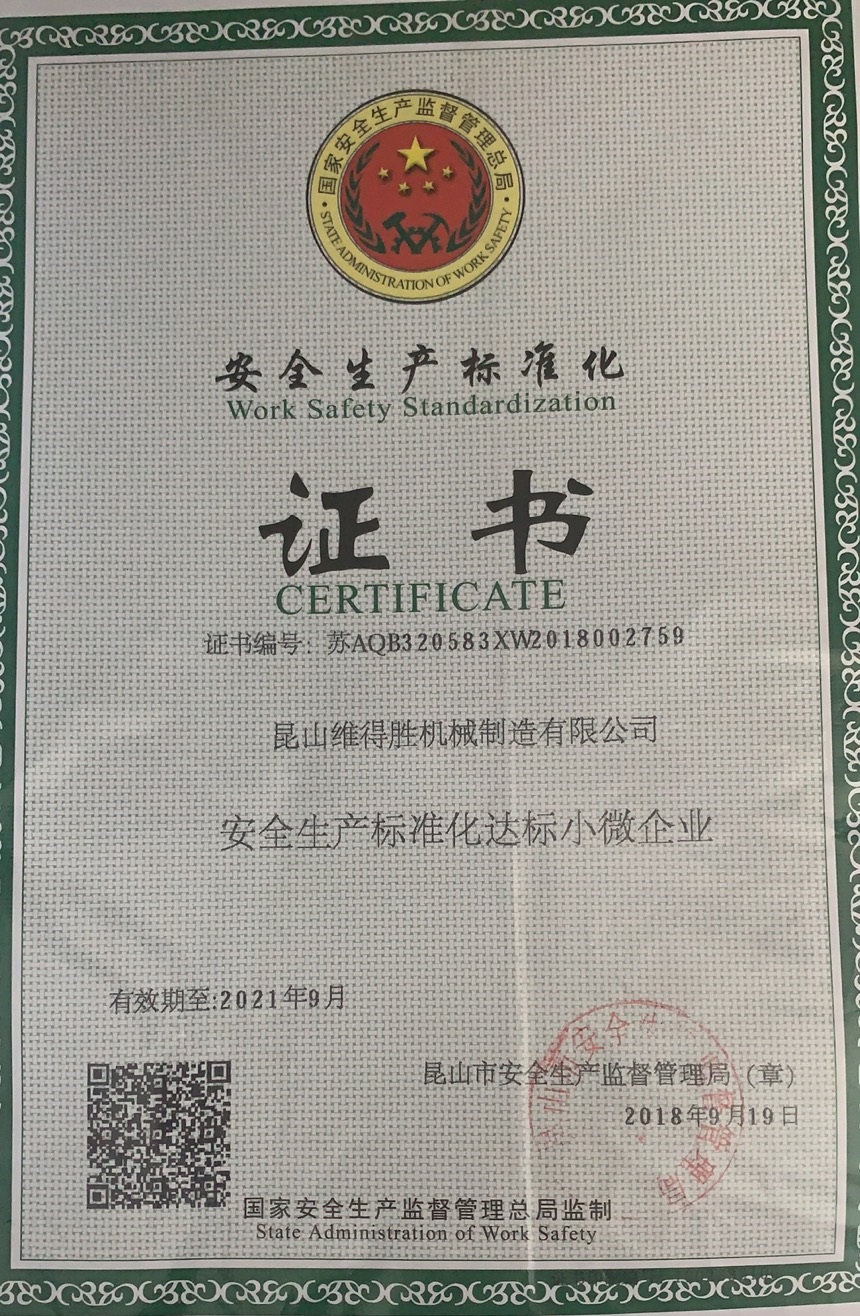 国家安全生产监督管理总局
STATE ADMINISTRATION OF WORK SAFETY
安全生产标准化
Work Safety Standardization
证书
CERTIFICATE
证书编号：苏AQB320583XW2018002759
昆山维得胜机械制造有限公司
安全生产标准化达标小微企业
有效期至:2021年9月
昆山市安全生产监督管理局（章）
2018年9月19日
国家安全生产监督管理总局监制
State Administration of Work Safety